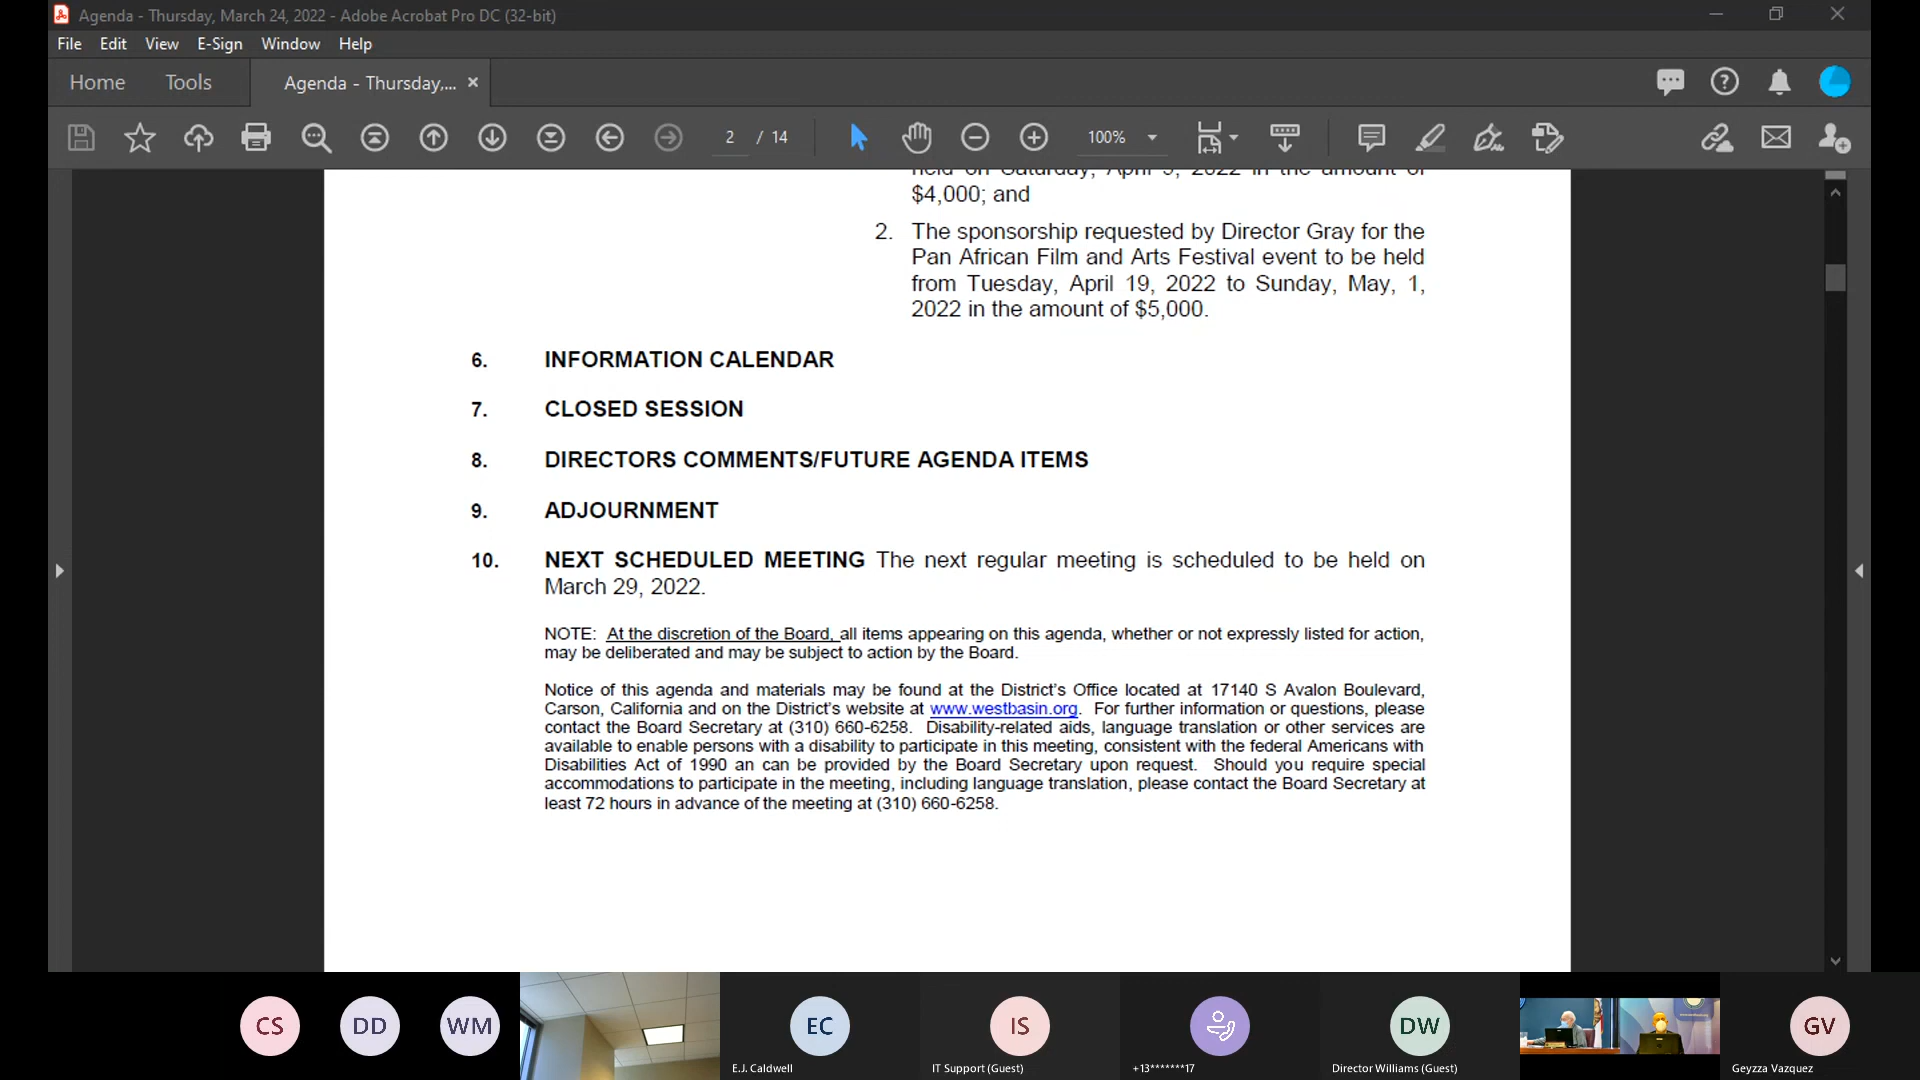 Agenda - Thursday, March 24, 2022 - Adobe Acrobat Pro DC (32-bit)
File Edit View E-Sign Window Help
Home Tools Agenda - Thursday,... ×
2 / 14 100%
$4,000; and
2. The sponsorship requested by Director Gray for the
Pan African Film and Arts Festival event to be held
from Tuesday, April 19, 2022 to Sunday, May, 1,
2022 in the amount of $5,000.
6. INFORMATION CALENDAR
7. CLOSED SESSION
8. DIRECTORS COMMENTS/FUTURE AGENDA ITEMS
9. ADJOURNMENT
10. NEXT SCHEDULED MEETING The next regular meeting is scheduled to be held on
March 29, 2022.
NOTE: At the discretion of the Board, all items appearing on this agenda, whether or not expressly listed for action,
may be deliberated and may be subject to action by the Board.
Notice of this agenda and materials may be found at the District's Office located at 17140 S Avalon Boulevard,
Carson, California and on the District's website at www.westbasin.org. For further information or questions, please
contact the Board Secretary at (310) 660-6258. Disability-related aids, language translation or other services are
available to enable persons with a disability to participate in this meeting, consistent with the federal Americans with
Disabilities Act of 1990 an can be provided by the Board Secretary upon request. Should you require special
accommodations to participate in the meeting, including language translation, please contact the Board Secretary at
least 72 hours in advance of the meeting at (310) 660-6258.
CS DD WM EC IS DW GV
E.J. Caldwell IT Support (Guest) +13*******17 Director Williams (Guest) Geyzza Vazquez